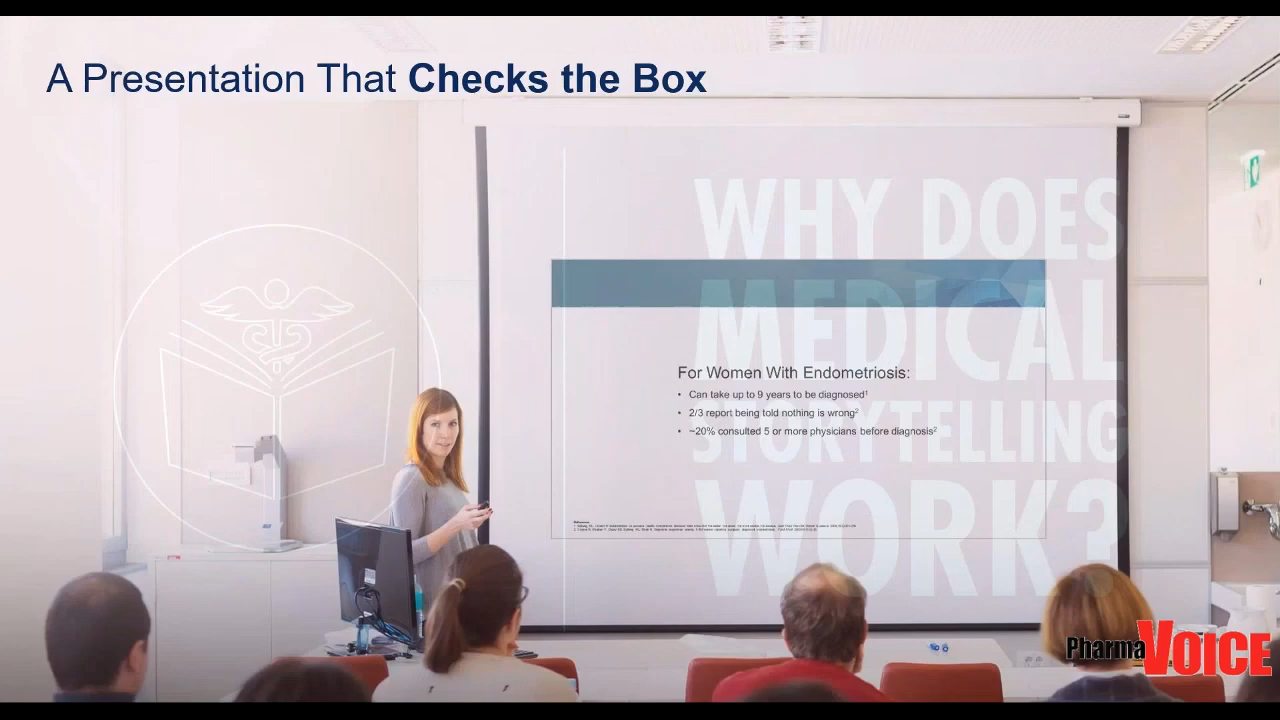 A Presentation That Checks the Box
WHY DOES
MEDICAL
STORYTELLING
WORK?
For Women With Endometriosis:
• Can take up to 9 years to be diagnosed¹
• 2/3 report being told nothing is wrong²
• ~20% consulted 5 or more physicians before diagnosis²
References:
PharmaVOICE